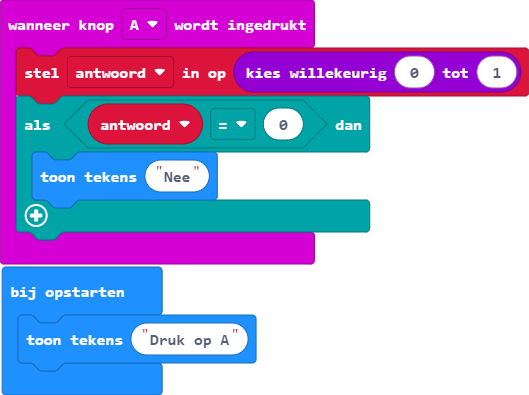 wanneer knop A wordt ingedrukt
stel antwoord in op kies willekeurig 0 tot 1
als antwoord = 0 dan
toon tekens "Nee"
bij opstarten
toon tekens "Druk op A"